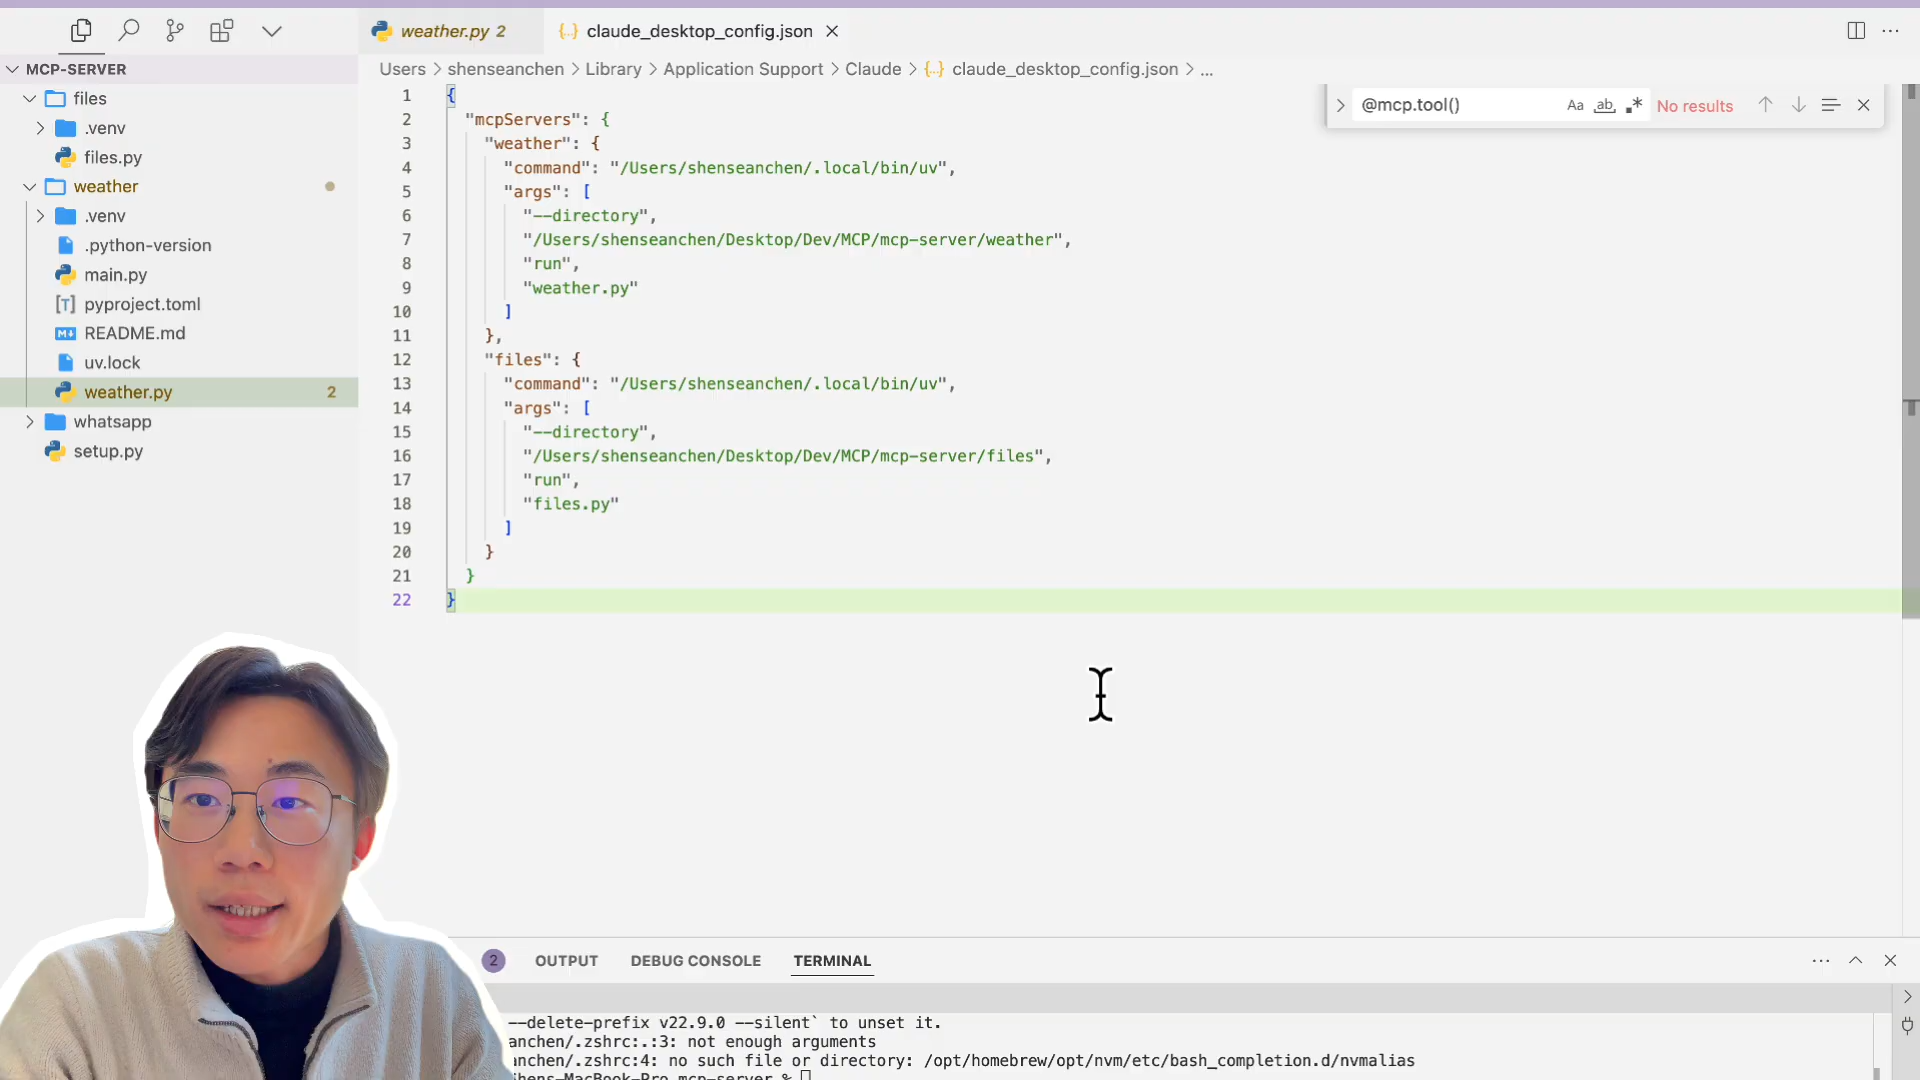 weather.py 2
claude_desktop_config.json
MCP-SERVER
files
.venv
files.py
weather
.venv
.python-version
main.py
pyproject.toml
README.md
uv.lock
weather.py 2
whatsapp
setup.py
Users > shenseanchen > Library > Application Support > Claude > {..} claude_desktop_config.json > ...
@mcp.tool() Aa ab No results
1 {
2 "mcpServers": {
3 "weather": {
4 "command": "/Users/shenseanchen/.local/bin/uv",
5 "args": [
6 "--directory",
7 "/Users/shenseanchen/Desktop/Dev/MCP/mcp-server/weather",
8 "run",
9 "weather.py"
10 ]
11 },
12 "files": {
13 "command": "/Users/shenseanchen/.local/bin/uv",
14 "args": [
15 "--directory",
16 "/Users/shenseanchen/Desktop/Dev/MCP/mcp-server/files",
17 "run",
18 "files.py"
19 ]
20 }
21 }
22 }
2 OUTPUT DEBUG CONSOLE TERMINAL
--delete-prefix v22.9.0 --silent` to unset it.
anchen/.zshrc:.:3: not enough arguments
anchen/.zshrc:4: no such file or directory: /opt/homebrew/opt/nvm/etc/bash_completion.d/nvmalias
Shens-MacBook-Pro mcp-server %